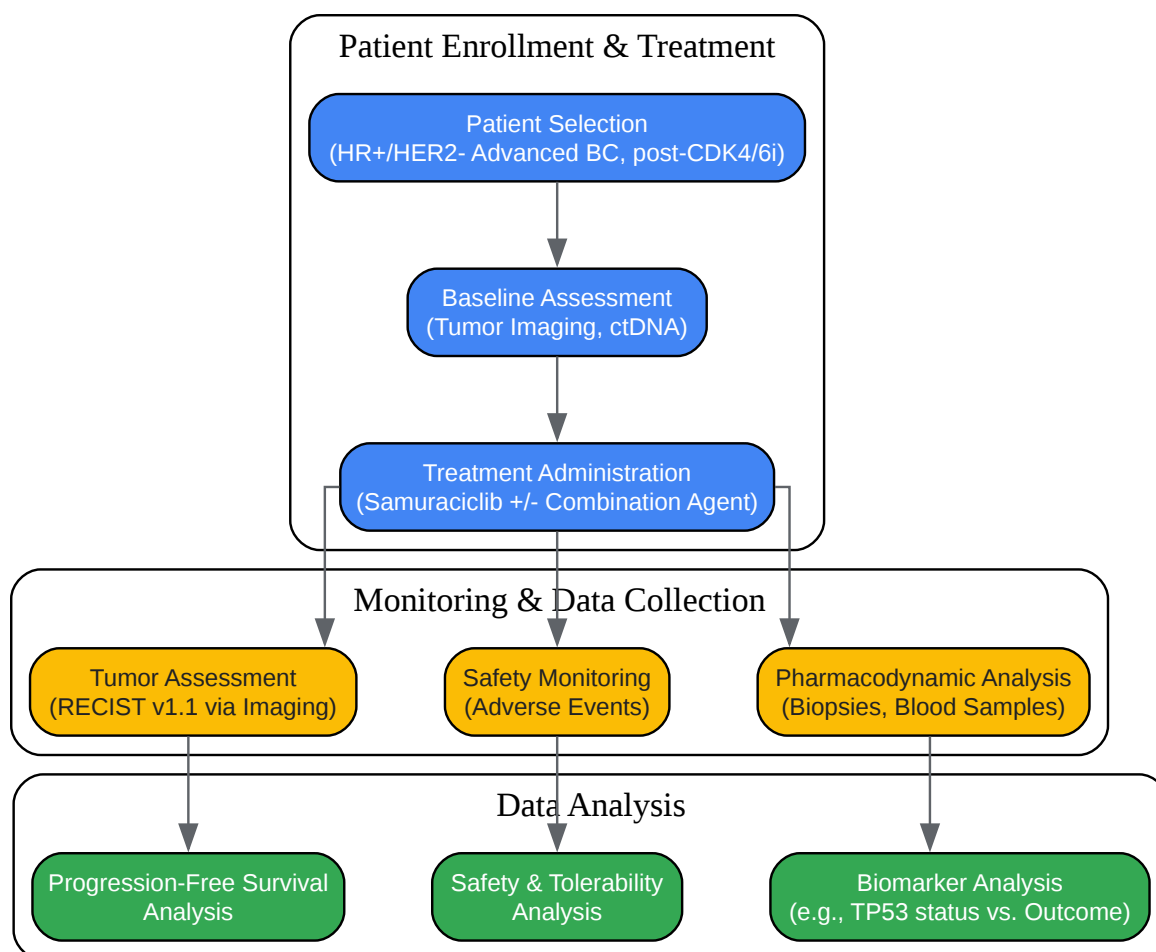 Patient Enrollment & Treatment
Patient Selection
(HR+/HER2- Advanced BC, post-CDK4/6i)
Baseline Assessment
(Tumor Imaging, ctDNA)
Treatment Administration
(Samuraciclib +/- Combination Agent)
Monitoring & Data Collection
Tumor Assessment
(RECIST v1.1 via Imaging)
Safety Monitoring
(Adverse Events)
Pharmacodynamic Analysis
(Biopsies, Blood Samples)
Data Analysis
Progression-Free Survival
Analysis
Safety & Tolerability
Analysis
Biomarker Analysis
(e.g., TP53 status vs. Outcome)